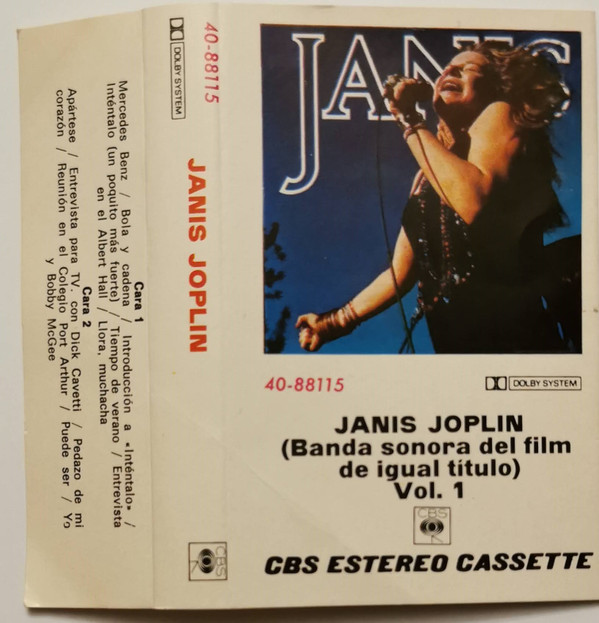 40-88115
DOLBY SYSTEM
Cara 1
Mercedes Benz / Bola y cadena / Introducción a «Inténtalo» /
Inténtalo (un poquito más fuerte) / Tiempo de verano / Entrevista
en el Albert Hall / Llora, muchacha
Cara 2
Apártese / Entrevista para TV. con Dick Cavetti / Pedazo de mi
corazón / Reunión en el Colegio Port Arthur / Puede ser / Yo
y Bobby McGee
JANIS JOPLIN
CBS
JANIS
40-88115
DOLBY SYSTEM
JANIS JOPLIN
(Banda sonora del film
de igual título)
Vol. 1
CBS
CBS ESTEREO CASSETTE